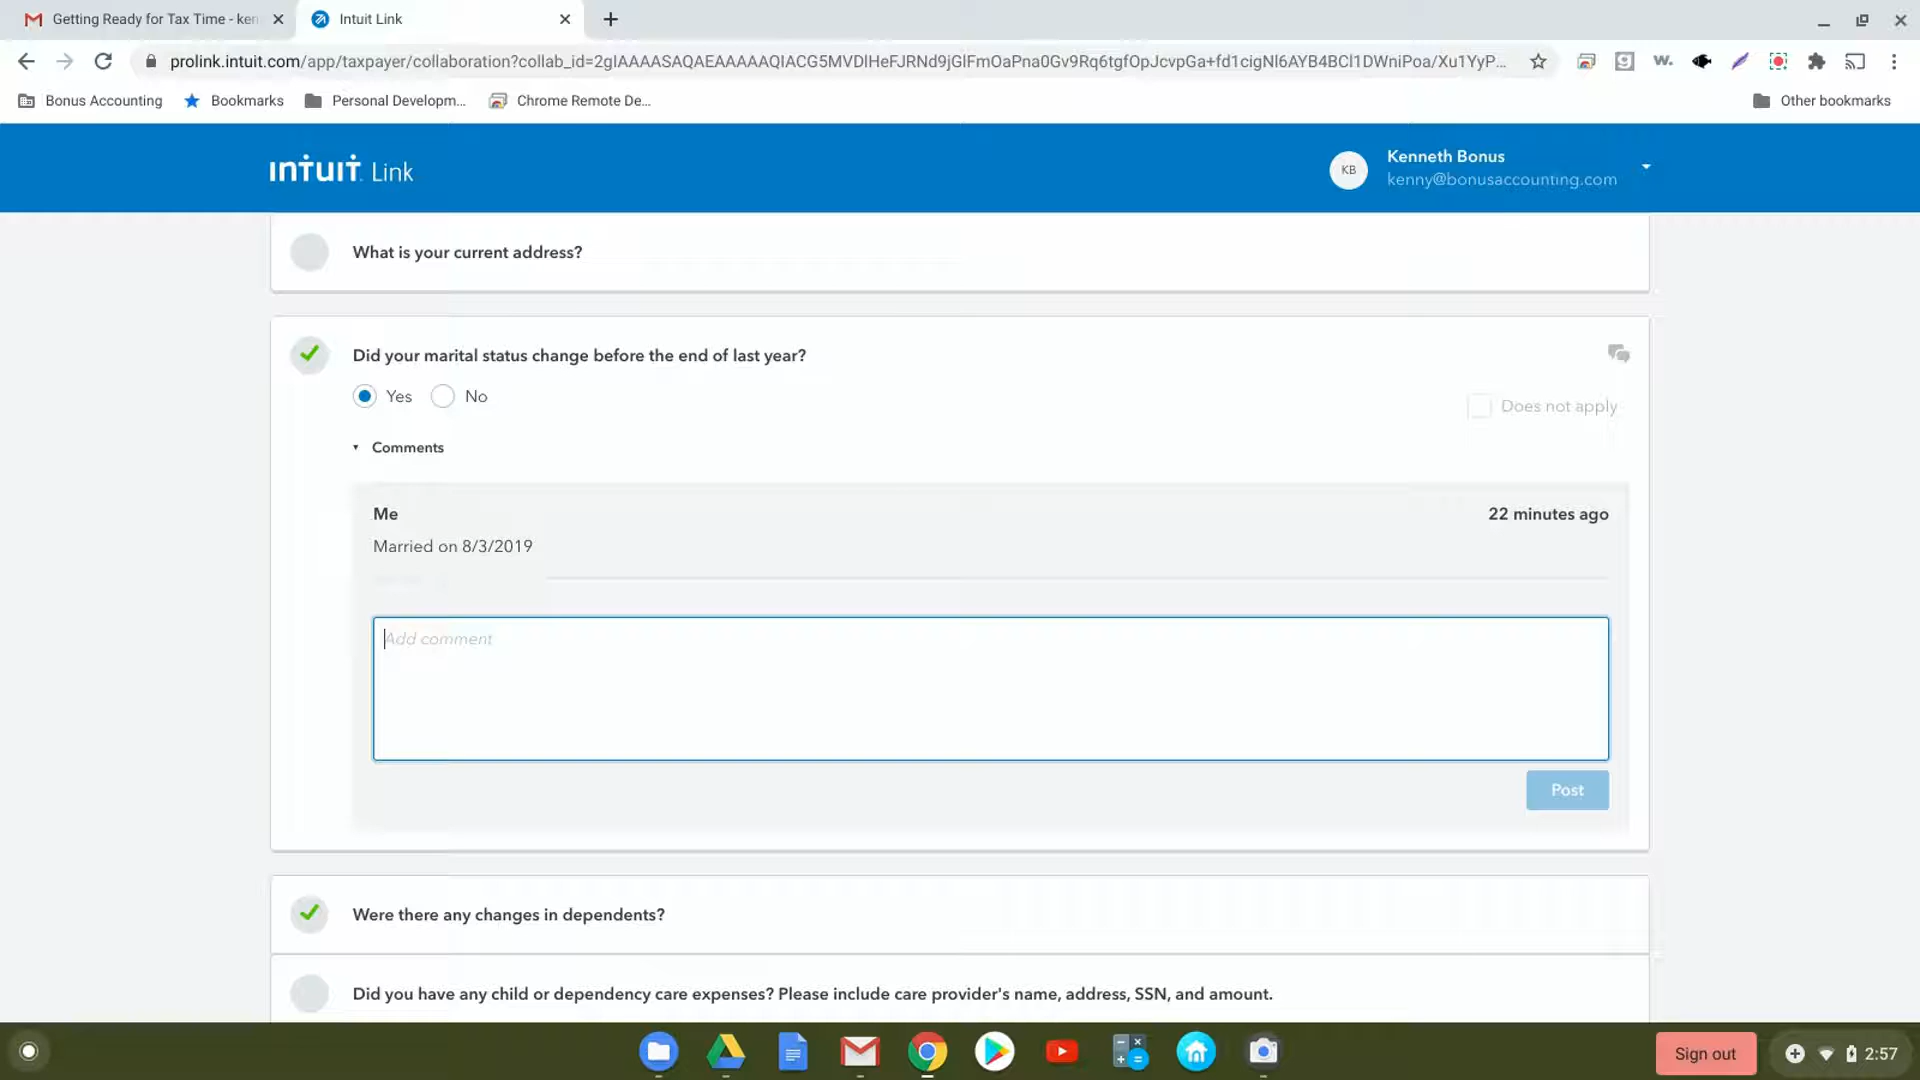 Getting Ready for Tax Time - ken
Intuit Link
prolink.intuit.com/app/taxpayer/collaboration?collab_id=2gIAAAASAQAEAAAAAQIACG5MVDlHeFJRNd9jGlFmOaPna0Gv9Rq6tgfOpJcvpGa+fd1cigNl6AYB4BCl1DWniPoa/Xu1YyP...
Bonus Accounting
Bookmarks
Personal Developm...
Chrome Remote De...
Other bookmarks
INTUIT Link
KB
Kenneth Bonus
kenny@bonusaccounting.com
What is your current address?
Did your marital status change before the end of last year?
Yes
No
Does not apply
Comments
Me
22 minutes ago
Married on 8/3/2019
Add comment
Post
Were there any changes in dependents?
Did you have any child or dependency care expenses? Please include care provider's name, address, SSN, and amount.
Sign out
2:57